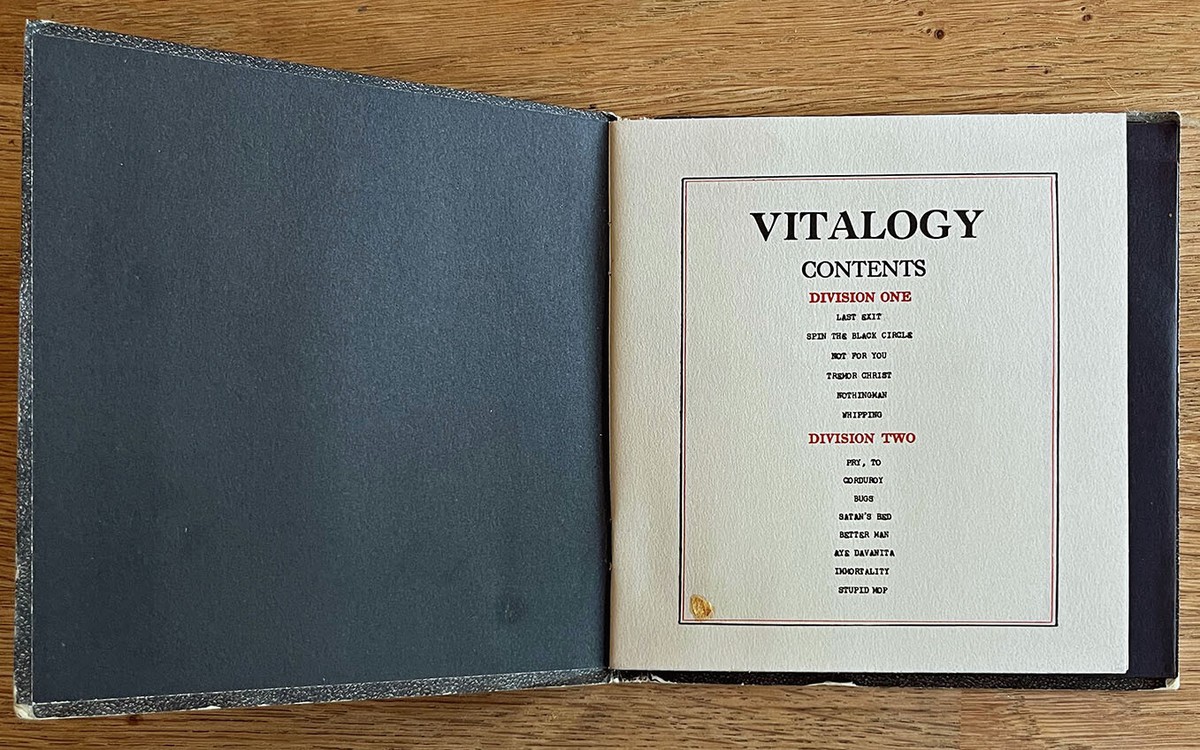 VITALOGY
CONTENTS
DIVISION ONE
LAST EXIT
SPIN THE BLACK CIRCLE
NOT FOR YOU
TREMOR CHRIST
NOTHINGMAN
WHIPPING
DIVISION TWO
PRY, TO
CORDUROY
BUGS
SATAN'S BED
BETTER MAN
AYE DAVANITA
IMMORTALITY
STUPID MOP